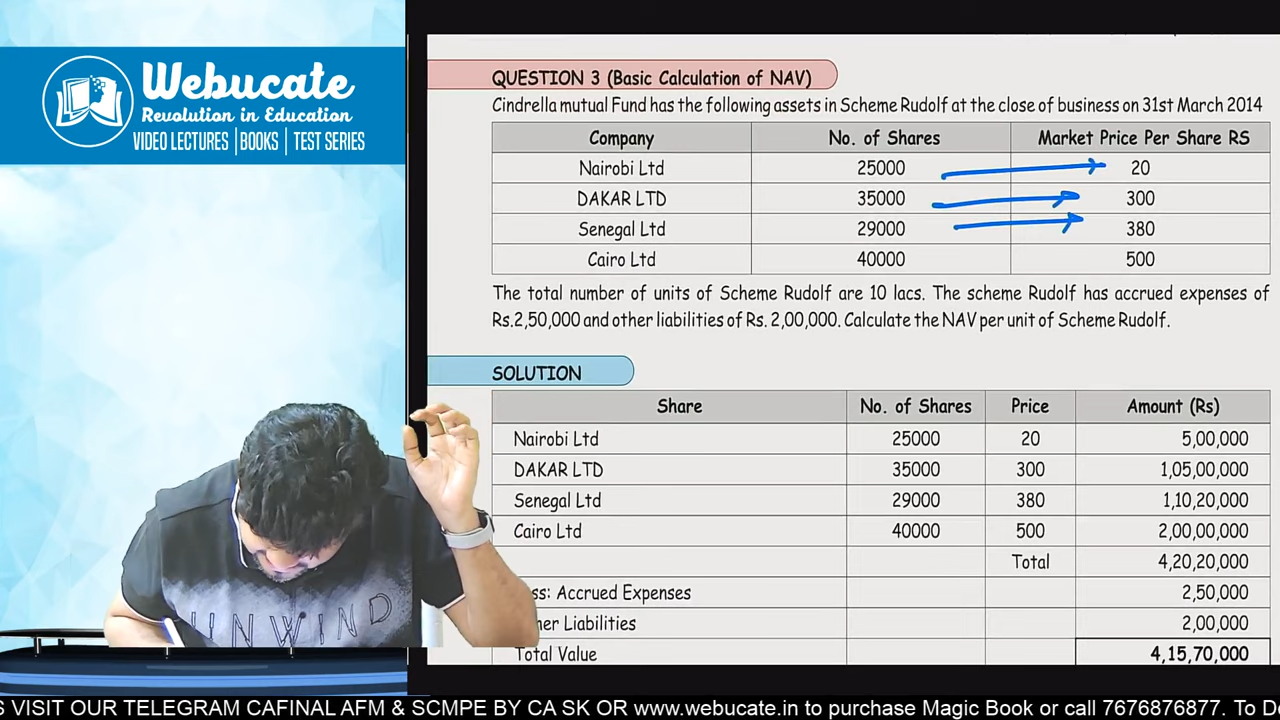 Webucate
Revolution in Education
VIDEO LECTURES | BOOKS | TEST SERIES
QUESTION 3 (Basic Calculation of NAV)
Cindrella mutual Fund has the following assets in Scheme Rudolf at the close of business on 31st March 2014
Company No. of Shares Market Price Per Share RS
Nairobi Ltd 25000 20
DAKAR LTD 35000 300
Senegal Ltd 29000 380
Cairo Ltd 40000 500
The total number of units of Scheme Rudolf are 10 lacs. The scheme Rudolf has accrued expenses of
Rs.2,50,000 and other liabilities of Rs. 2,00,000. Calculate the NAV per unit of Scheme Rudolf.
SOLUTION
Share No. of Shares Price Amount (Rs)
Nairobi Ltd 25000 20 5,00,000
DAKAR LTD 35000 300 1,05,00,000
Senegal Ltd 29000 380 1,10,20,000
Cairo Ltd 40000 500 2,00,00,000
Total 4,20,20,000
ss: Accrued Expenses 2,50,000
her Liabilities 2,00,000
Total Value 4,15,70,000
UNWIND
S VISIT OUR TELEGRAM CAFINAL AFM & SCMPE BY CA SK OR www.webucate.in to purchase Magic Book or call 7676876877. To Do